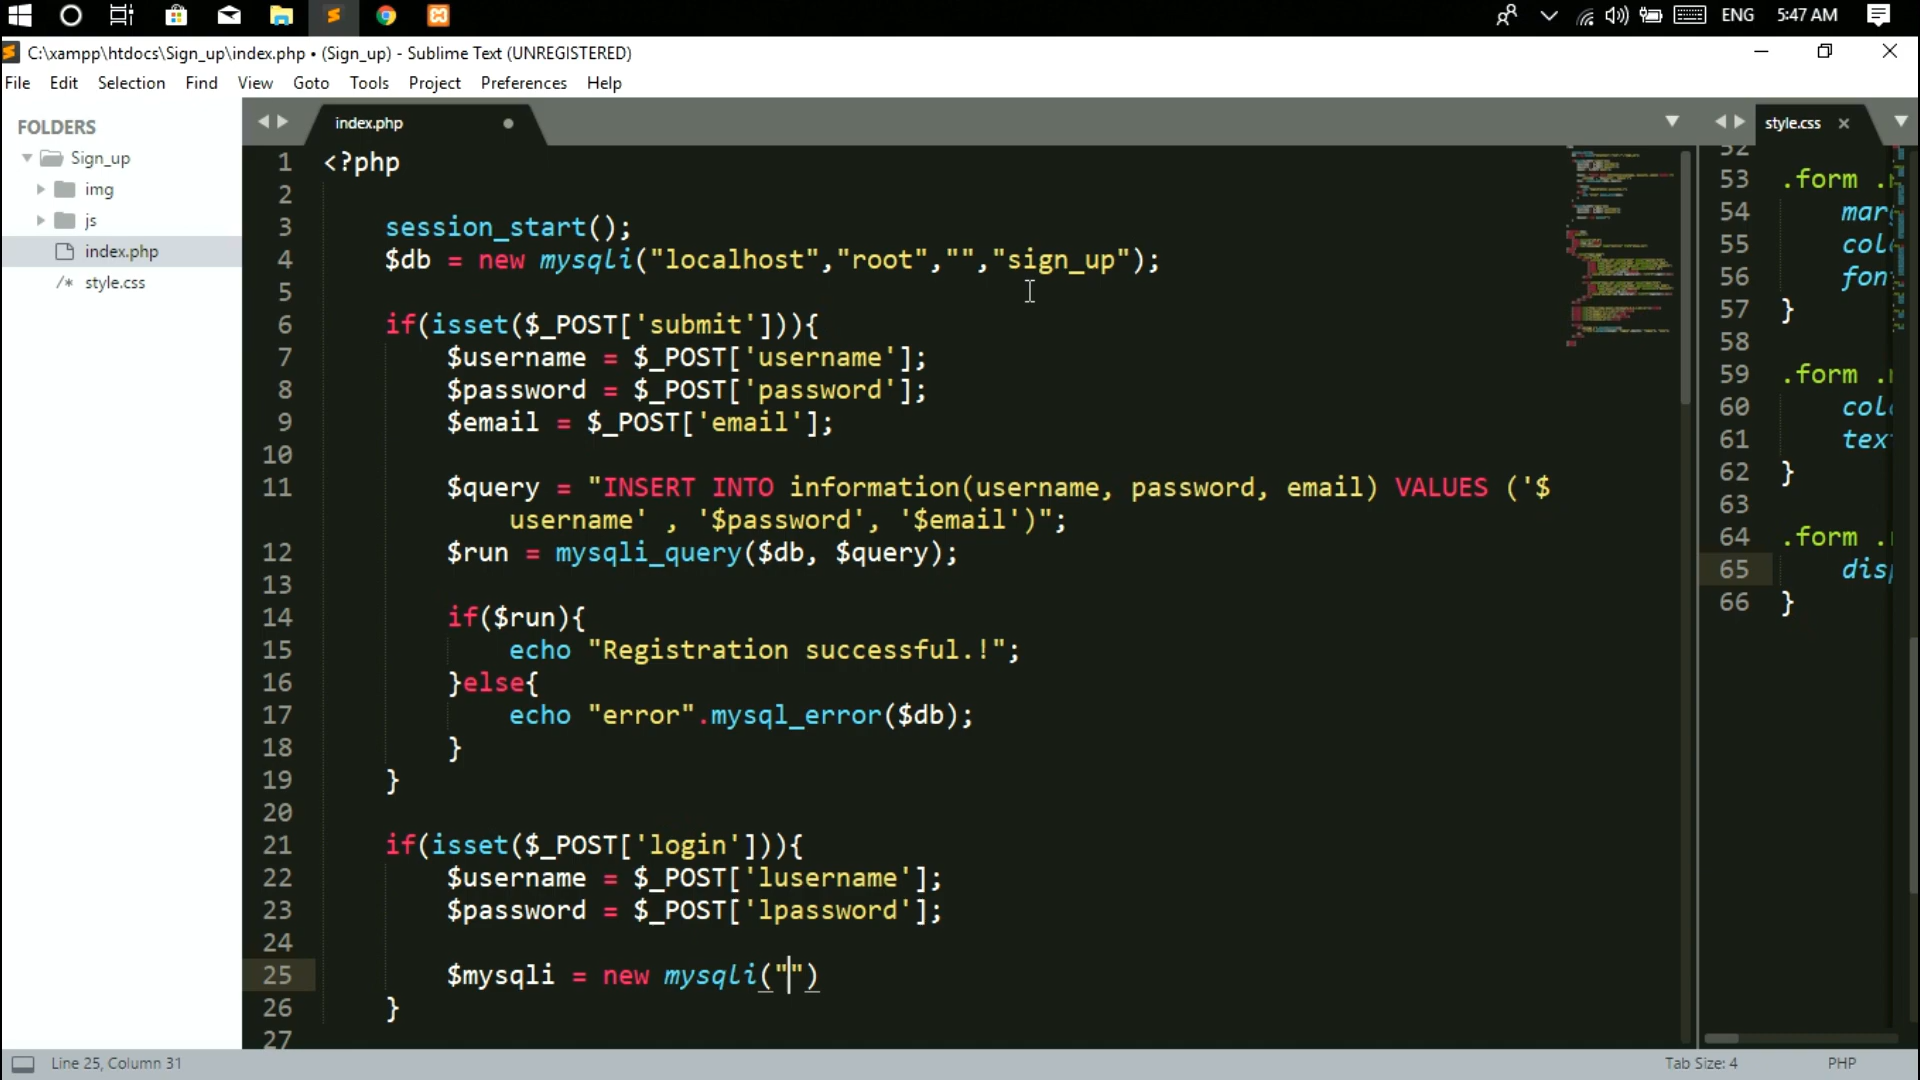 ENG 5:47 AM
C:\xampp\htdocs\Sign_up\index.php • (Sign_up) - Sublime Text (UNREGISTERED)
File Edit Selection Find View Goto Tools Project Preferences Help
FOLDERS
Sign_up
img
js
index.php
/* style.css
index.php
1 <?php
2
3 session_start();
4 $db = new mysqli("localhost","root","","sign_up");
5
6 if(isset($_POST['submit'])){
7 $username = $_POST['username'];
8 $password = $_POST['password'];
9 $email = $_POST['email'];
10
11 $query = "INSERT INTO information(username, password, email) VALUES ('$
username' , '$password', '$email')";
12 $run = mysqli_query($db, $query);
13
14 if($run){
15 echo "Registration successful.!";
16 }else{
17 echo "error".mysql_error($db);
18 }
19 }
20
21 if(isset($_POST['login'])){
22 $username = $_POST['lusername'];
23 $password = $_POST['lpassword'];
24
25 $mysqli = new mysqli("")
26 }
27
style.css ×
52
53 .form .
54 mar
55 col
56 fon
57 }
58
59 .form .
60 col
61 tex
62 }
63
64 .form .
65 disp
66 }
Line 25, Column 31
Tab Size: 4 PHP